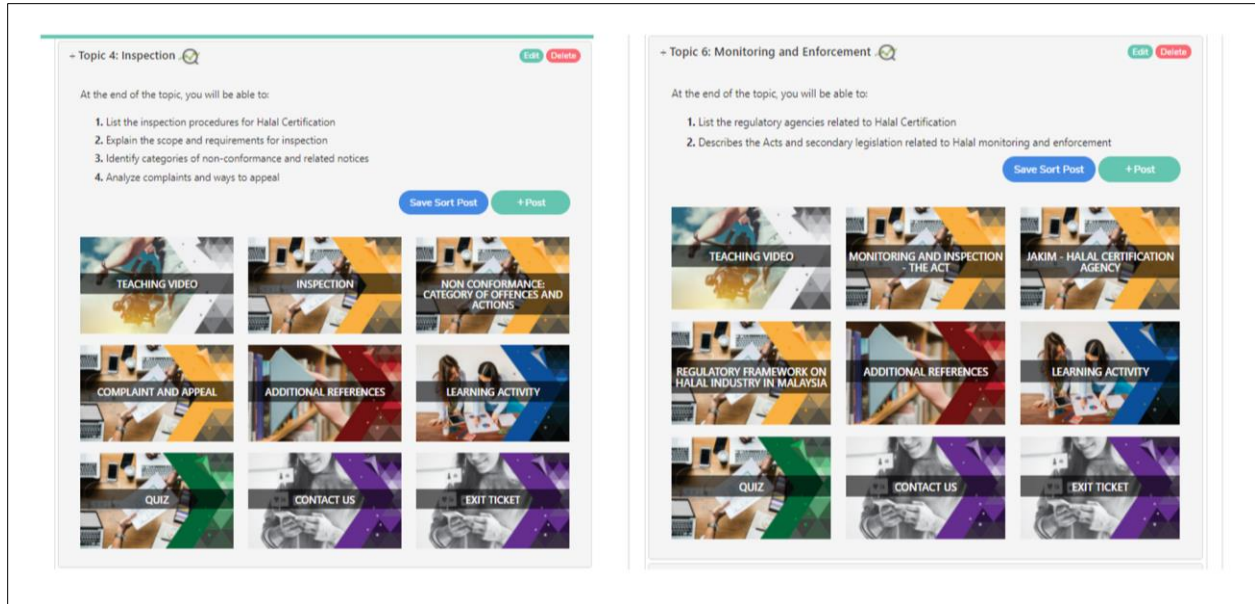 ÷ Topic 4: Inspection
Edit Delete
At the end of the topic, you will be able to:
1. List the inspection procedures for Halal Certification
2. Explain the scope and requirements for inspection
3. Identify categories of non-conformance and related notices
4. Analyze complaints and ways to appeal
Save Sort Post +Post
TEACHING VIDEO
INSPECTION
NON CONFORMANCE:
CATEGORY OF OFFENCES AND
ACTIONS
COMPLAINT AND APPEAL
ADDITIONAL REFERENCES
LEARNING ACTIVITY
QUIZ
CONTACT US
EXIT TICKET
÷ Topic 6: Monitoring and Enforcement
Edit Delete
At the end of the topic, you will be able to:
1. List the regulatory agencies related to Halal Certification
2. Describes the Acts and secondary legislation related to Halal monitoring and enforcement
Save Sort Post +Post
TEACHING VIDEO
MONITORING AND INSPECTION
- THE ACT
JAKIM - HALAL CERTIFICATION
AGENCY
REGULATORY FRAMEWORK ON
HALAL INDUSTRY IN MALAYSIA
ADDITIONAL REFERENCES
LEARNING ACTIVITY
QUIZ
CONTACT US
EXIT TICKET